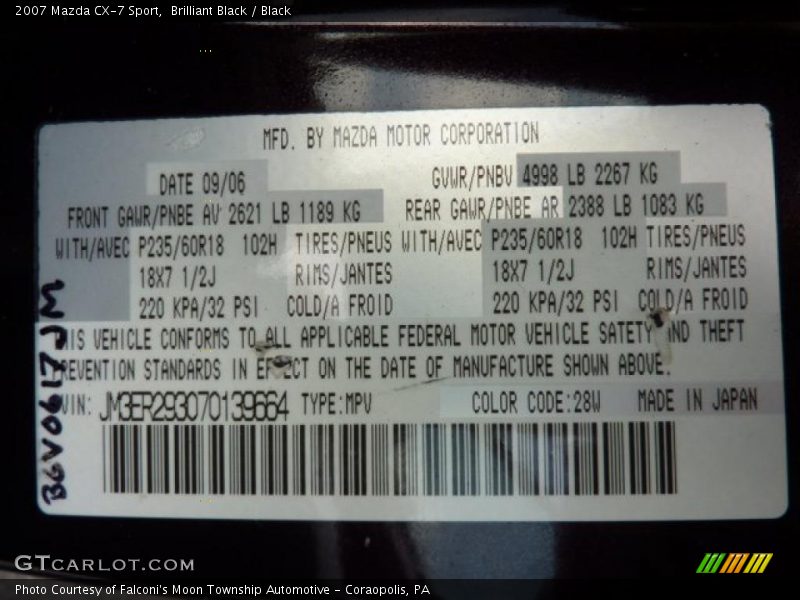 2007 Mazda CX-7 Sport, Brilliant Black / Black
MFD. BY MAZDA MOTOR CORPORATION
DATE 09/06 GVWR/PNBV 4998 LB 2267 KG
FRONT GAWR/PNBE AV 2621 LB 1189 KG REAR GAWR/PNBE AR 2388 LB 1083 KG
WITH/AVEC P235/60R18 102H TIRES/PNEUS WITH/AVEC P235/60R18 102H TIRES/PNEUS
18X7 1/2J RIMS/JANTES 18X7 1/2J RIMS/JANTES
220 KPA/32 PSI COLD/A FROID 220 KPA/32 PSI COLD/A FROID
THIS VEHICLE CONFORMS TO ALL APPLICABLE FEDERAL MOTOR VEHICLE SAFETY AND THEFT
PREVENTION STANDARDS IN EFFECT ON THE DATE OF MANUFACTURE SHOWN ABOVE.
VIN: JM3ER293070139664 TYPE:MPV COLOR CODE:28W MADE IN JAPAN
BGV0617JM
GTCARLOT.COM
Photo Courtesy of Falconi's Moon Township Automotive - Coraopolis, PA